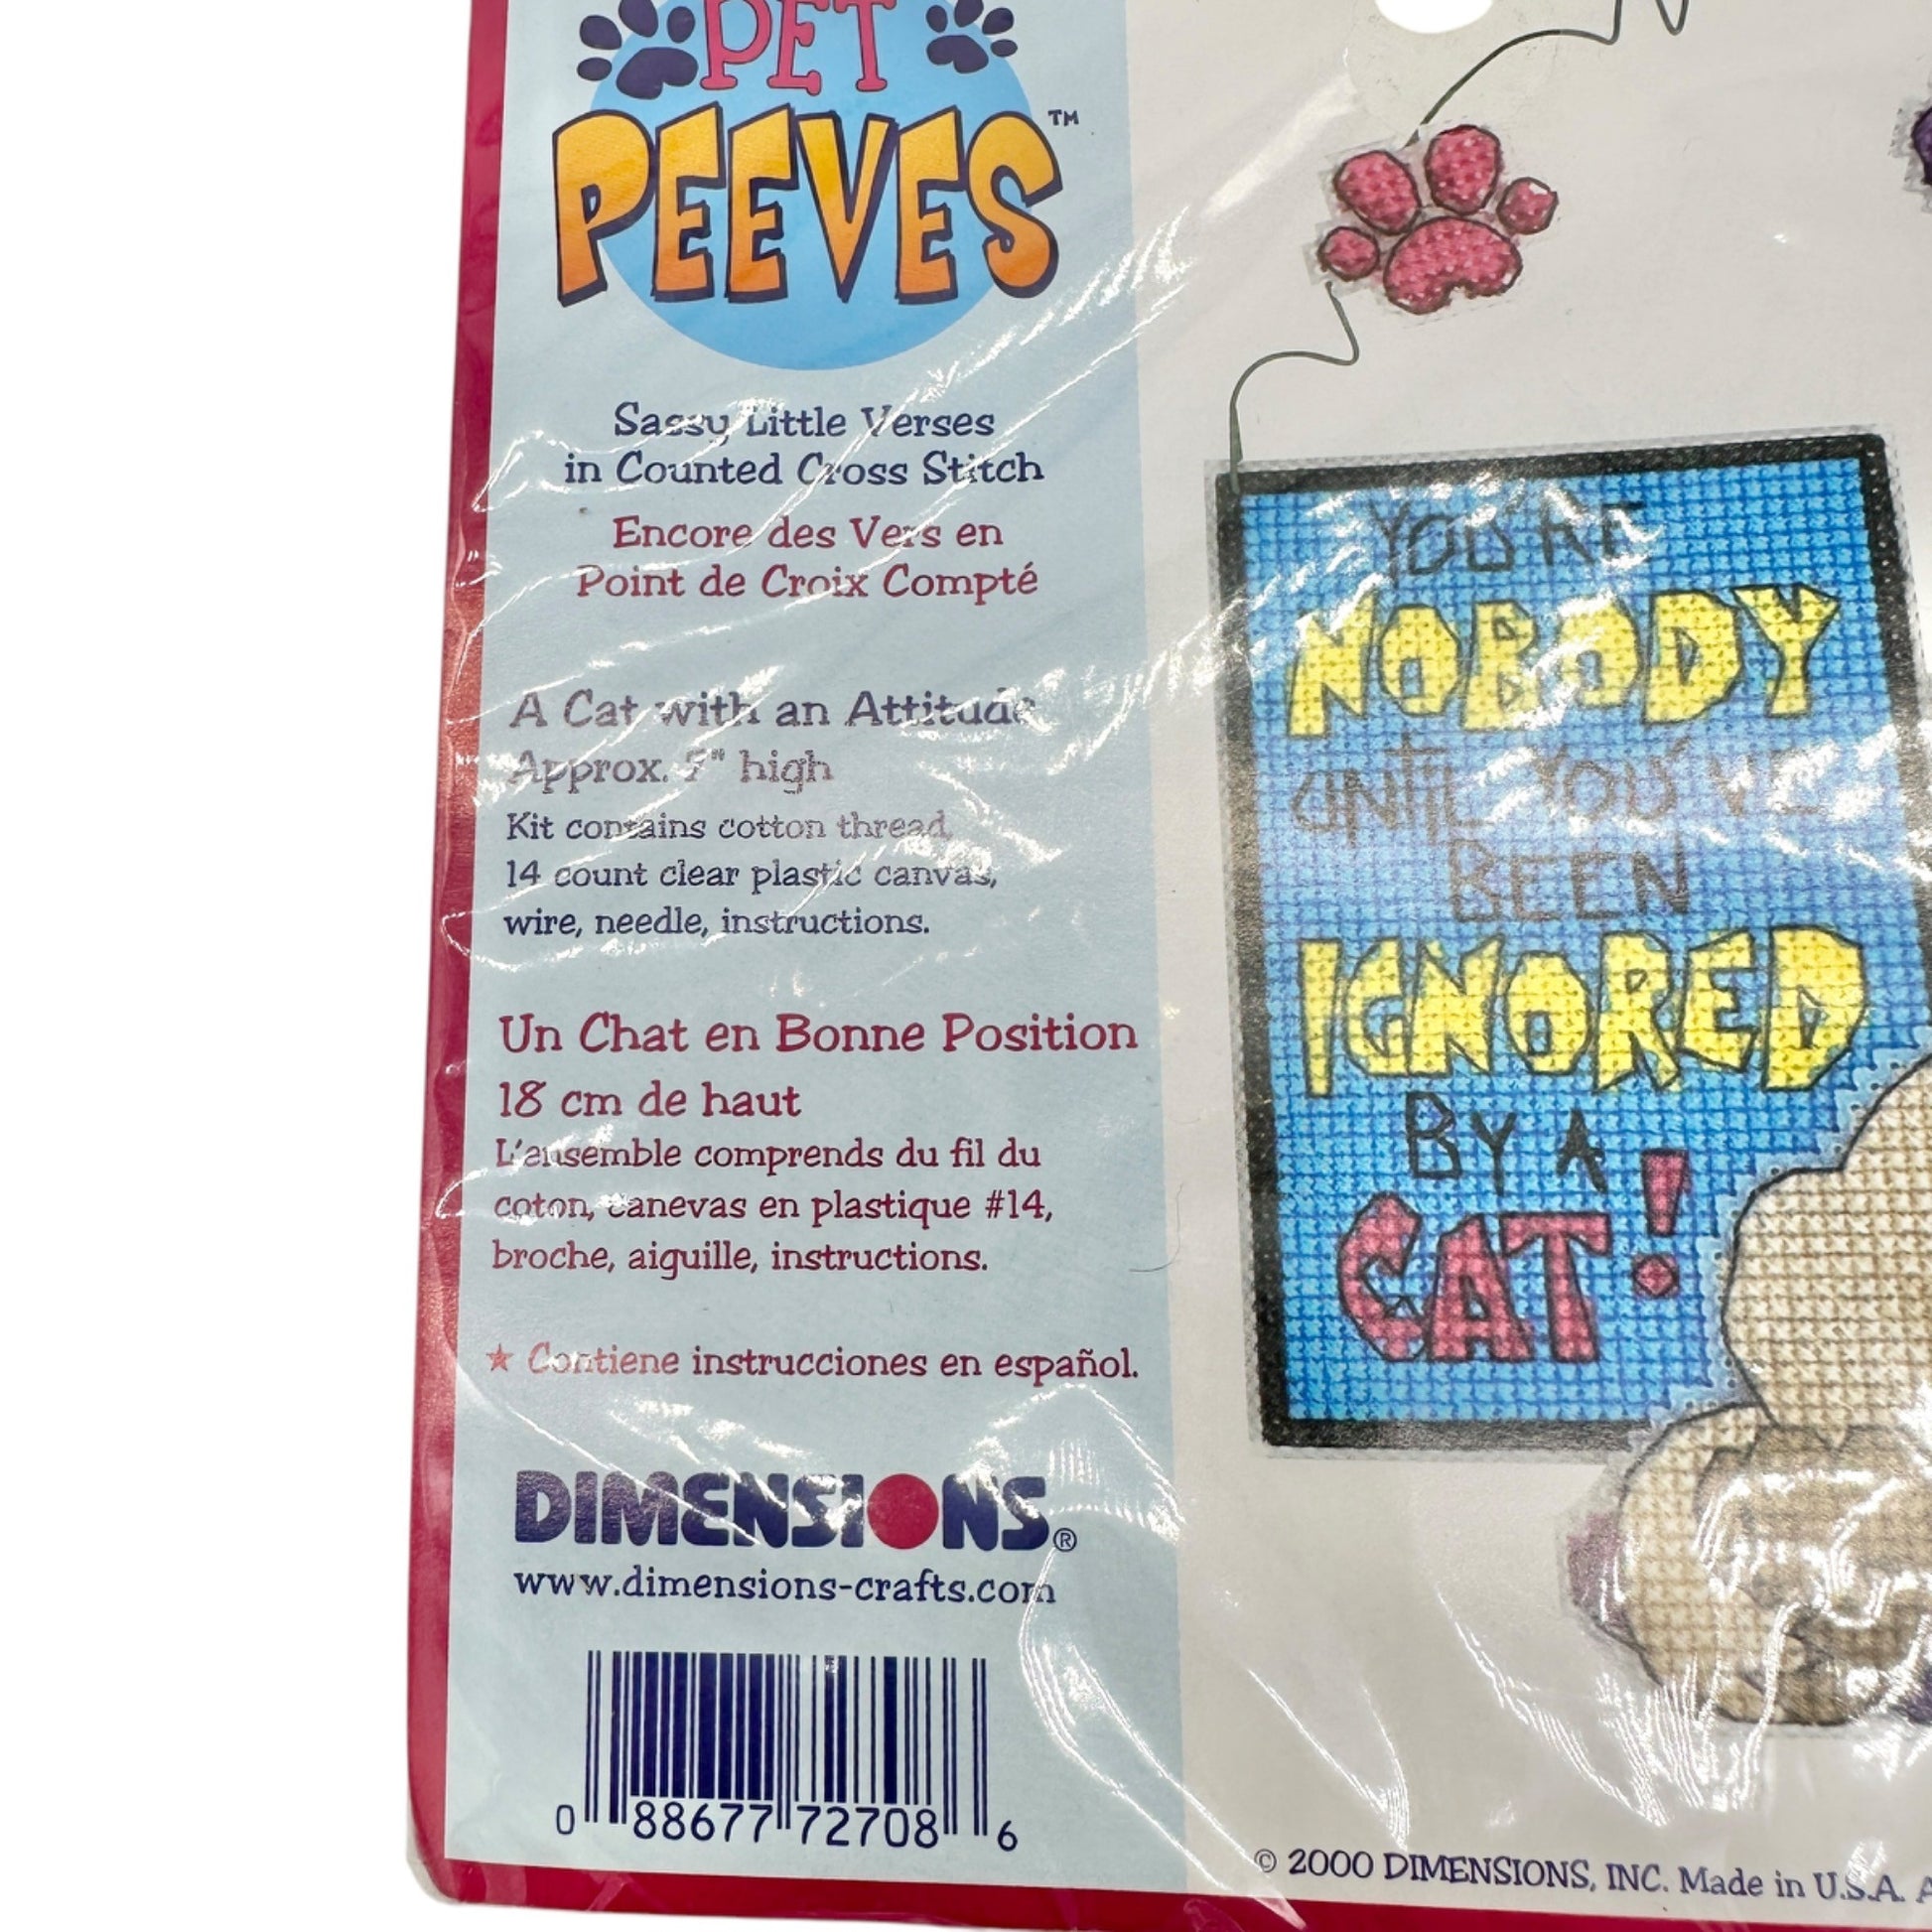 PET
PEEVES™
Sassy Little Verses
in Counted Cross Stitch
Encore des Vers en
Point de Croix Compté
A Cat with an Attitude
Approx. 7" high
Kit contains cotton thread,
14 count clear plastic canvas,
wire, needle, instructions.
Un Chat en Bonne Position
18 cm de haut
L'ensemble comprends du fil du
coton, canevas en plastique #14,
broche, aiguille, instructions.
★ Contiene instrucciones en español.
DIMENSIONS®
www.dimensions-crafts.com
0 88677 72708 6
YOU'RE
NOBODY
UNTIL YOU'VE
BEEN
IGNORED
BY A
CAT!
© 2000 DIMENSIONS, INC. Made in U.S.A.